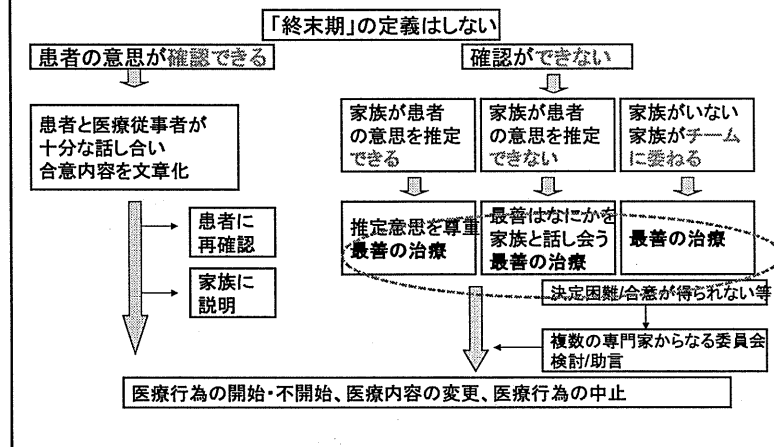 「終末期」の定義はしない
患者の意思が確認できる
確認ができない
患者と医療従事者が
十分な話し合い
合意内容を文章化
家族が患者
の意思を推定
できる
家族が患者
の意思を推定
できない
家族がいない
家族がチーム
に委ねる
患者に
再確認
家族に
説明
推定意思を尊重
最善の治療
最善はなにかを
家族と話し会う
最善の治療
最善の治療
決定困難/合意が得られない等
複数の専門家からなる委員会
検討/助言
医療行為の開始・不開始、医療内容の変更、医療行為の中止